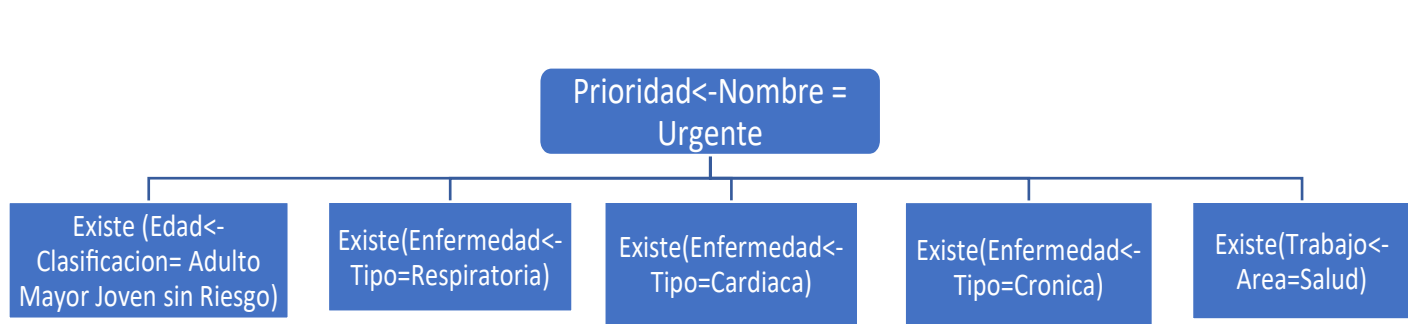 Prioridad<-Nombre =
Urgente
Existe (Edad<-
Clasificacion= Adulto
Mayor Joven sin Riesgo)
Existe(Enfermedad<-
Tipo=Respiratoria)
Existe(Enfermedad<-
Tipo=Cardiaca)
Existe(Enfermedad<-
Tipo=Cronica)
Existe(Trabajo<-
Area=Salud)